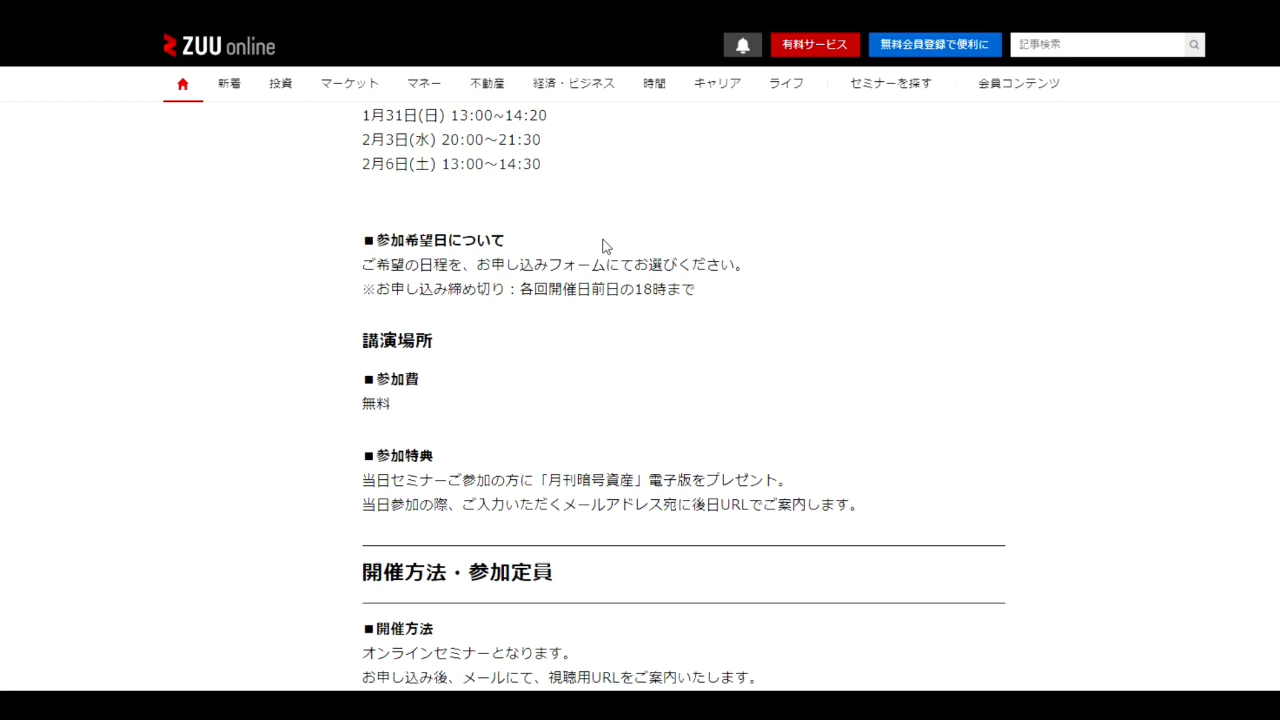 ZUU online
有料サービス
無料会員登録で便利に
記事検索
新着 投資 マーケット マネー 不動産 経済・ビジネス 時間 キャリア ライフ セミナーを探す 会員コンテンツ
1月31日(日) 13:00~14:20
2月3日(水) 20:00～21:30
2月6日(土) 13:00～14:30
■参加希望日について
ご希望の日程を、お申し込みフォームにてお選びください。
※お申し込み締め切り：各回開催日前日の18時まで
講演場所
■参加費
無料
■参加特典
当日セミナーご参加の方に「月刊暗号資産」電子版をプレゼント。
当日参加の際、ご入力いただくメールアドレス宛に後日URLでご案内します。
開催方法・参加定員
■開催方法
オンラインセミナーとなります。
お申し込み後、メールにて、視聴用URLをご案内いたします。